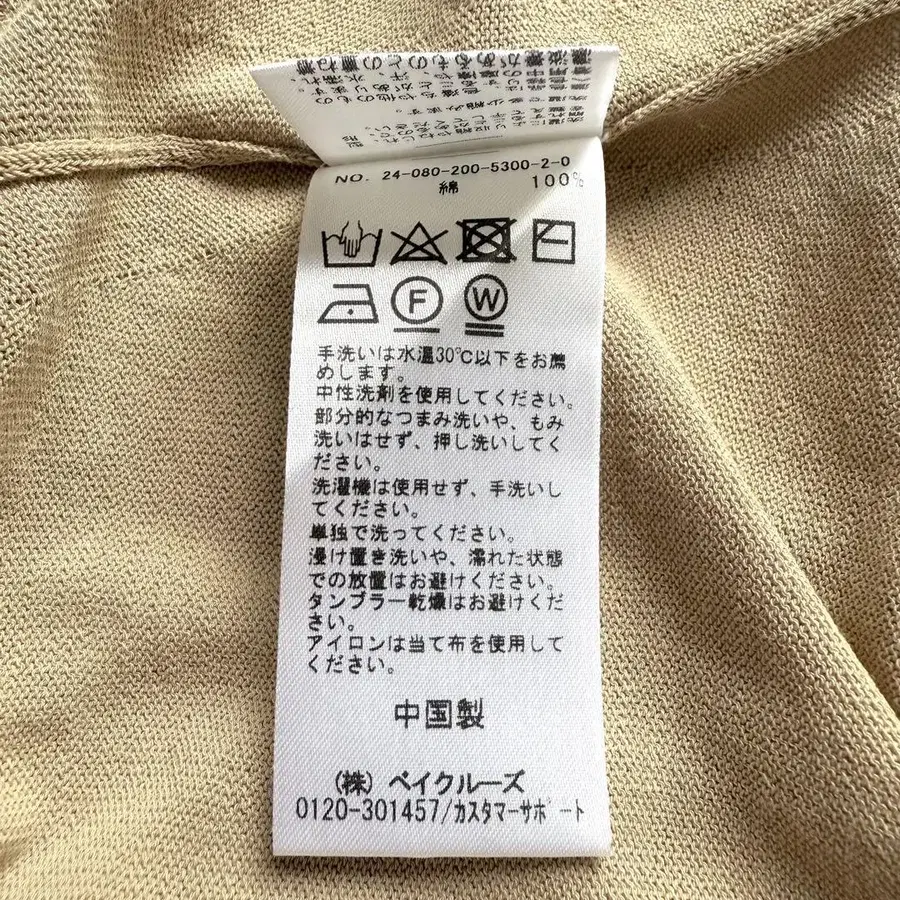 NO. 24-080-200-5300-2-0
綿 100%
F W
手洗いは水温30℃以下をお薦
めします。
中性洗剤を使用してください。
部分的なつまみ洗いや、もみ
洗いはせず、押し洗いしてく
ださい。
洗濯機は使用せず、手洗いし
てください。
単独で洗ってください。
浸け置き洗いや、濡れた状態
での放置はお避けください。
タンブラー乾燥はお避けくだ
さい。
アイロンは当て布を使用して
ください。
中国製
(株) ベイクルーズ
0120-301457/カスタマーサポート